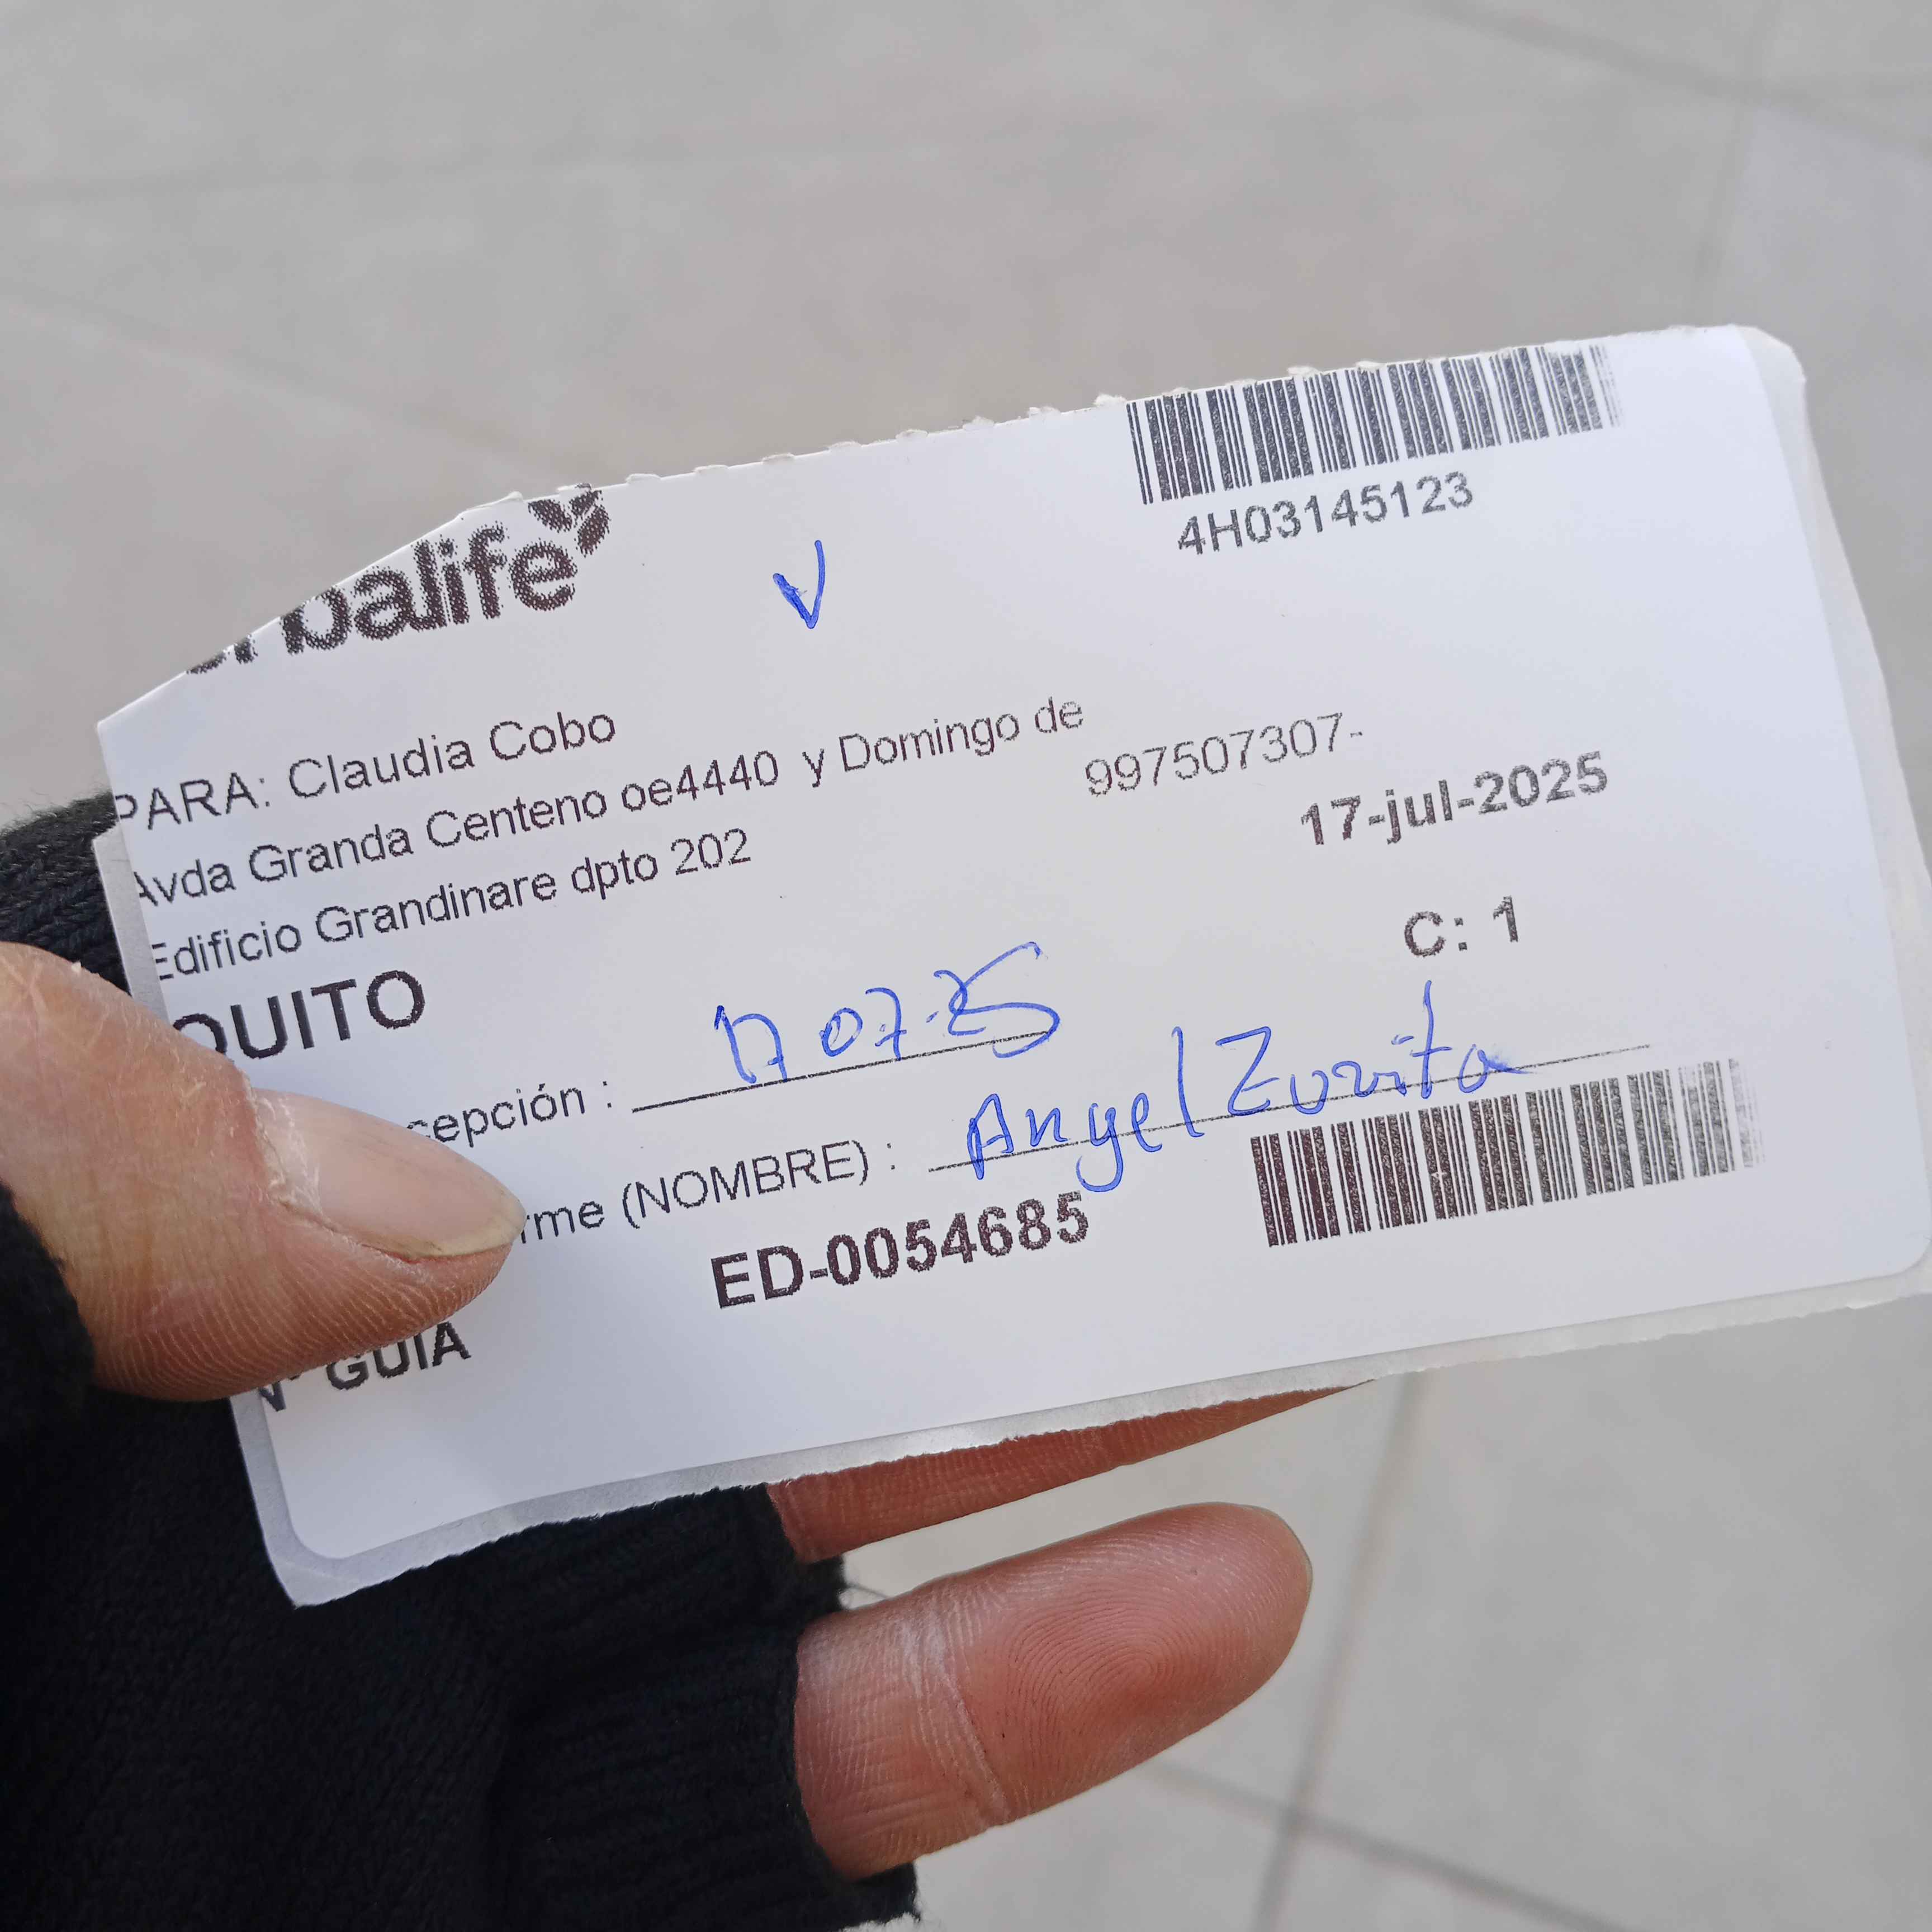 erbalife
4H03145123
PARA: Claudia Cobo
Avda Granda Centeno oe4440 y Domingo de
997507307-
Edificio Grandinare dpto 202
17-jul-2025
QUITO
C: 1
cepción : 17 07.25
rme (NOMBRE) : Angel Zurita
ED-0054685
N° GUIA